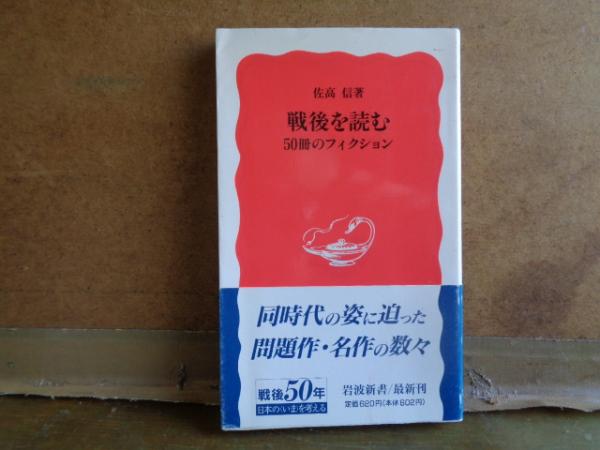 佐高 信著
戦後を読む
50冊のフィクション
同時代の姿に迫った
問題作・名作の数々
戦後50年
日本の〈いま〉を考える
岩波新書/最新刊
定価620円(本体602円)